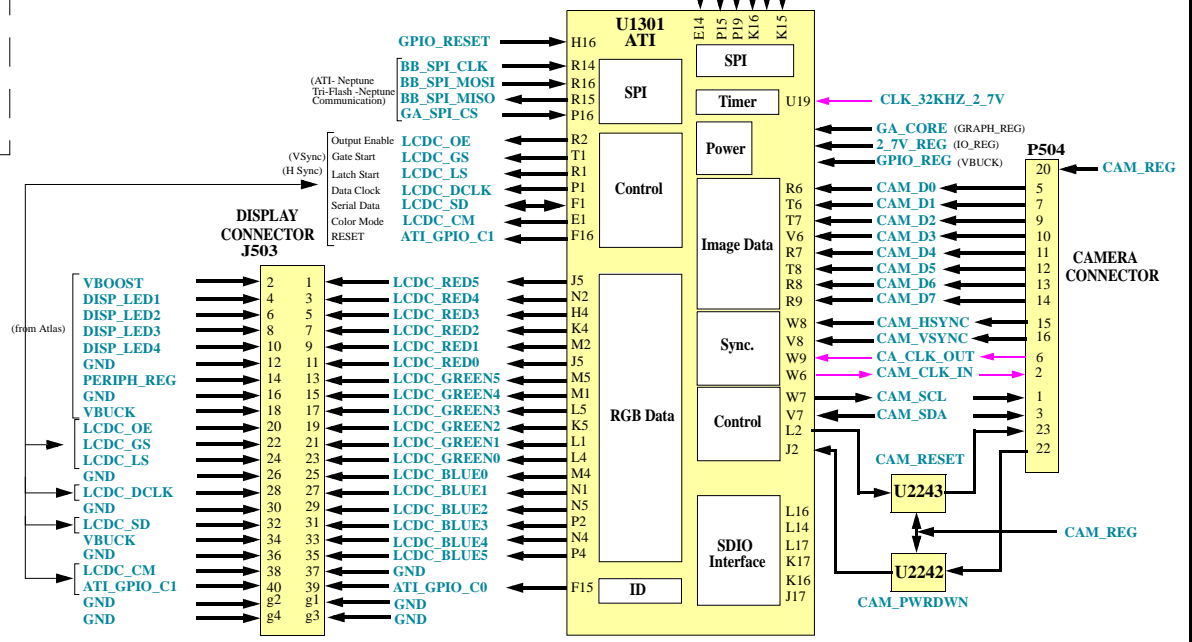 E14 P15 P19 K16 K15
U1301
ATI
GPIO_RESET H16
SPI
(ATI- Neptune
Tri-Flash -Neptune
Communication)
BB_SPI_CLK R14
BB_SPI_MOSI R16
BB_SPI_MISO R15
GA_SPI_CS P16
SPI
Timer
U19 CLK_32KHZ_2_7V
Power
GA_CORE (GRAPH_REG)
2_7V_REG (IO_REG)
GPIO_REG (VBUCK)
P504
20 CAM_REG
Output Enable LCDC_OE R2
(VSync) Gate Start LCDC_GS T1
(H Sync) Latch Start LCDC_LS R1
Data Clock LCDC_DCLK P1
Serial Data LCDC_SD F1
Color Mode LCDC_CM E1
RESET ATI_GPIO_C1 F16
Control
Image Data
R6 CAM_D0 5
T6 CAM_D1 7
T7 CAM_D2 9
V6 CAM_D3 10
R7 CAM_D4 11
T8 CAM_D5 12
R8 CAM_D6 13
R9 CAM_D7 14
CAMERA
CONNECTOR
Sync.
W8 CAM_HSYNC 15
V8 CAM_VSYNC 16
W9 CA_CLK_OUT 6
W6 CAM_CLK_IN 2
Control
W7 CAM_SCL 1
V7 CAM_SDA 3
L2 23
J2 22
CAM_RESET
U2243
CAM_REG
U2242
CAM_PWRDWN
DISPLAY
CONNECTOR
J503
(from Atlas)
VBOOST 2 1 LCDC_RED5 J5
DISP_LED1 4 3 LCDC_RED4 N2
DISP_LED2 6 5 LCDC_RED3 H4
DISP_LED3 8 7 LCDC_RED2 K4
DISP_LED4 10 9 LCDC_RED1 M2
GND 12 11 LCDC_RED0 J5
PERIPH_REG 14 13 LCDC_GREEN5 M5
GND 16 15 LCDC_GREEN4 M1
VBUCK 18 17 LCDC_GREEN3 L5
LCDC_OE 20 19 LCDC_GREEN2 K5
LCDC_GS 22 21 LCDC_GREEN1 L1
LCDC_LS 24 23 LCDC_GREEN0 L4
GND 26 25 LCDC_BLUE0 M4
LCDC_DCLK 28 27 LCDC_BLUE1 N1
GND 30 29 LCDC_BLUE2 N5
LCDC_SD 32 31 LCDC_BLUE3 P2
VBUCK 34 33 LCDC_BLUE4 N4
GND 36 35 LCDC_BLUE5 P4
LCDC_CM 38 37 GND
ATI_GPIO_C1 40 39 ATI_GPIO_C0 F15
GND g2 g1 GND
GND g4 g3 GND
RGB Data
ID
SDIO
Interface
L16
L14
L17
K17
K16
J17